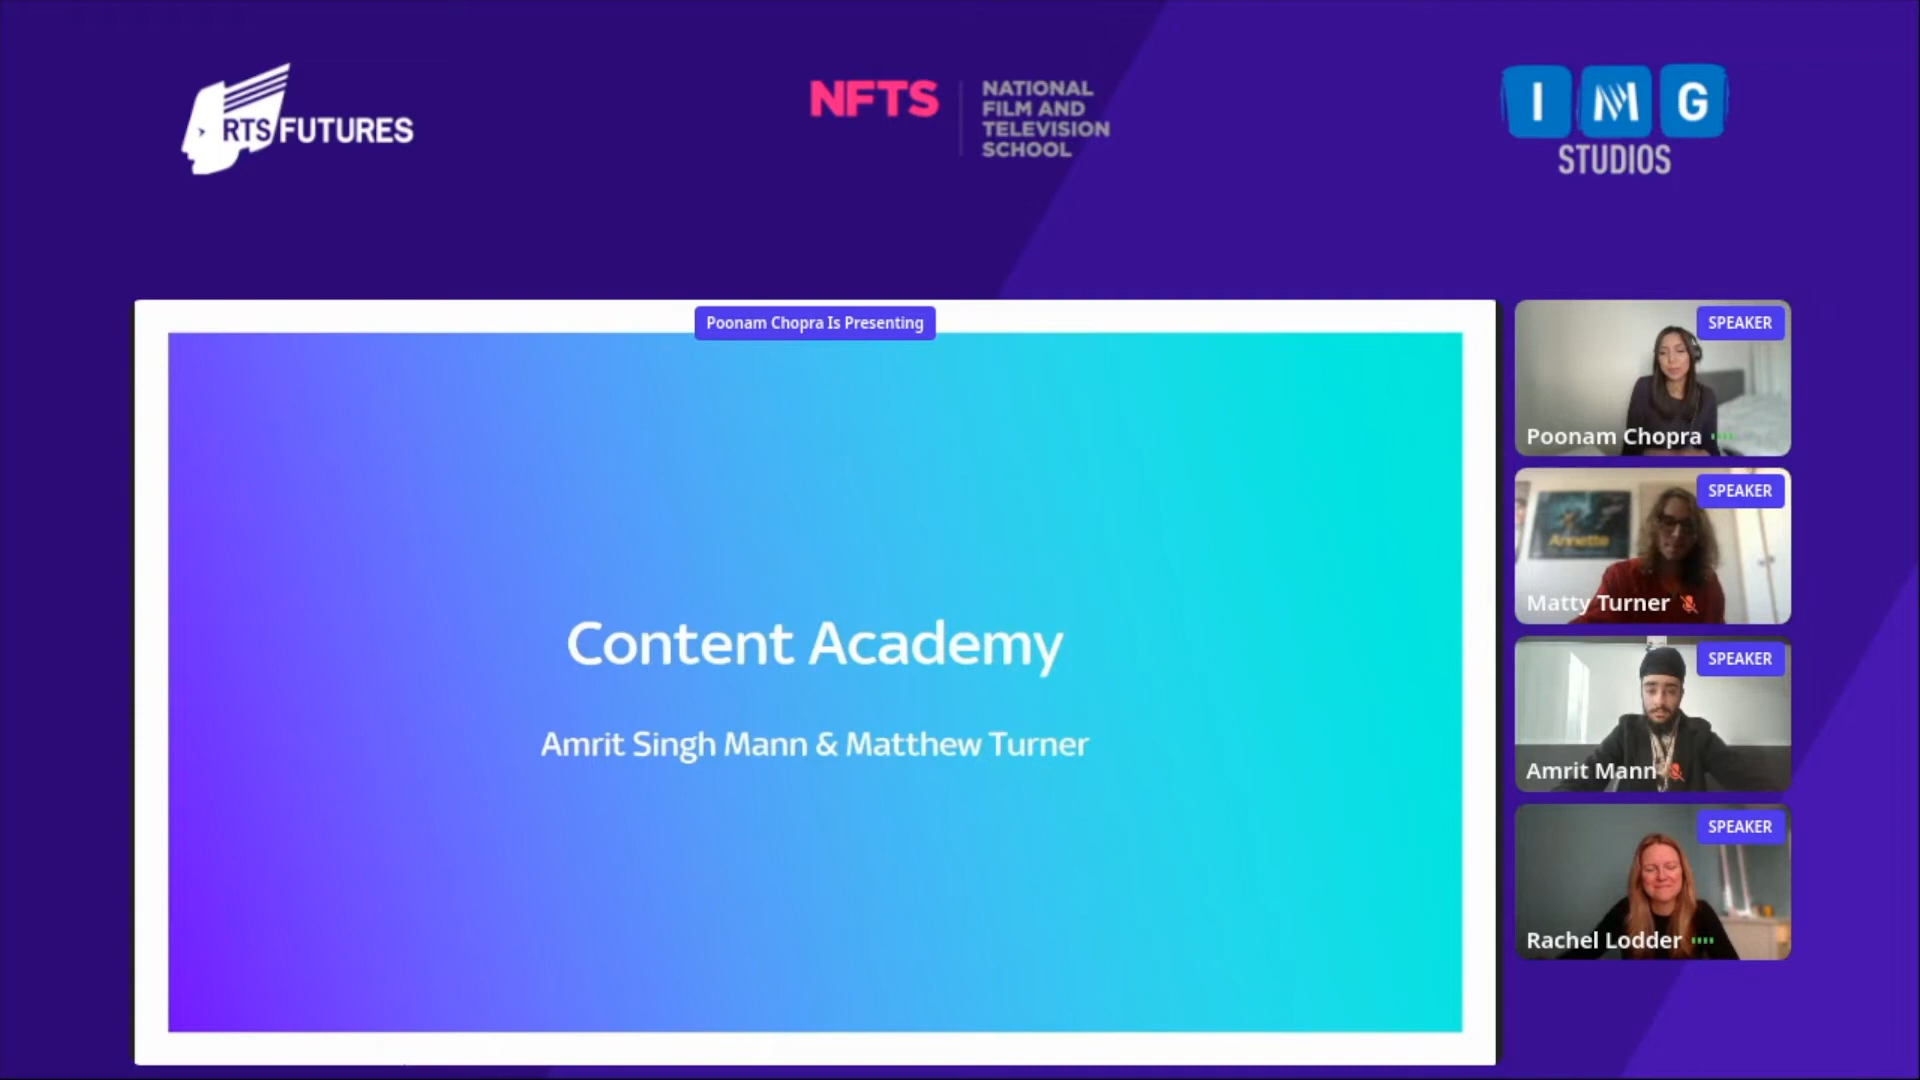 RTS FUTURES
NFTS
NATIONAL
FILM AND
TELEVISION
SCHOOL
I M G
STUDIOS
Poonam Chopra Is Presenting
Content Academy
Amrit Singh Mann & Matthew Turner
SPEAKER
Poonam Chopra
SPEAKER
Annette
Matty Turner
SPEAKER
Amrit Mann
SPEAKER
Rachel Lodder